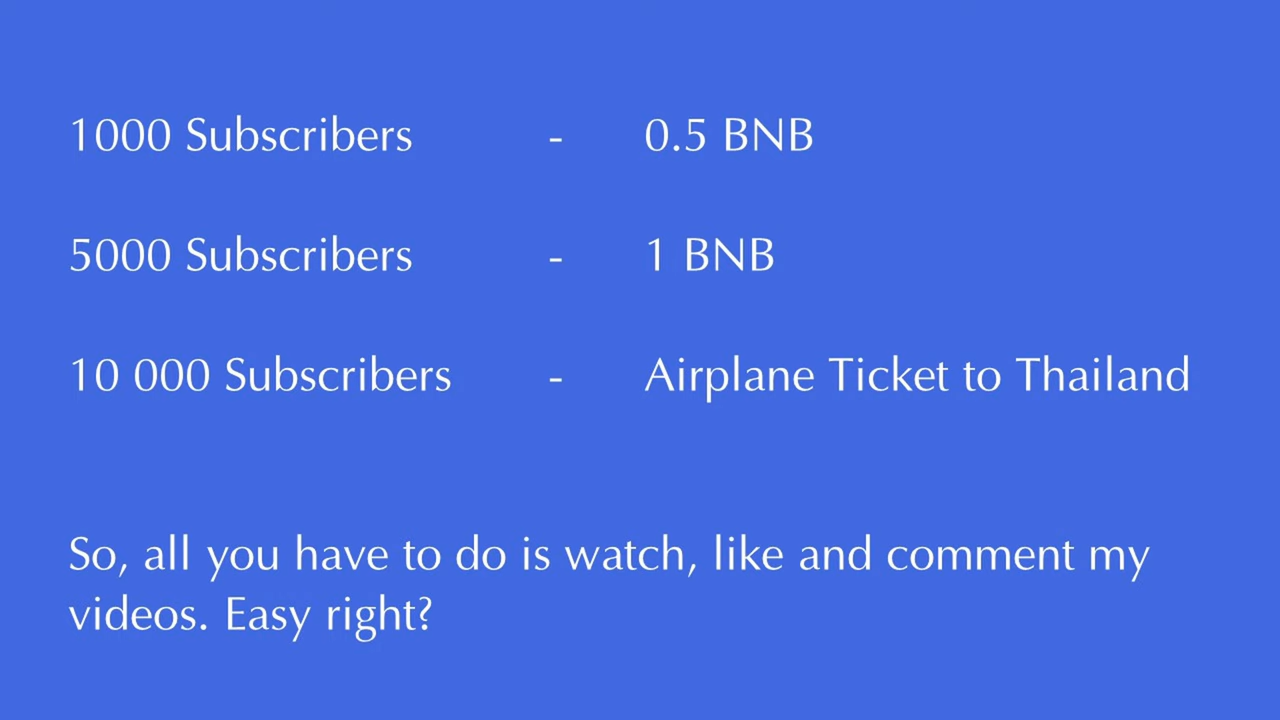 1000 Subscribers - 0.5 BNB
5000 Subscribers - 1 BNB
10 000 Subscribers - Airplane Ticket to Thailand
So, all you have to do is watch, like and comment my
videos. Easy right?